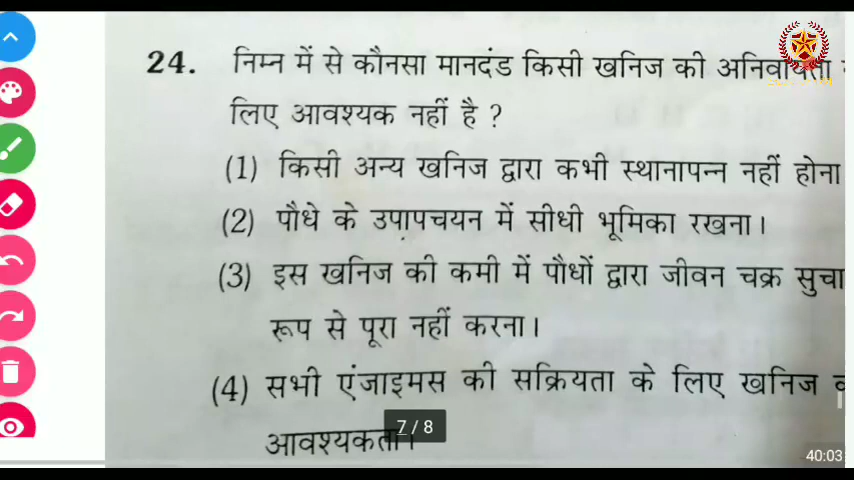 24. निम्न में से कौनसा मानदंड किसी खनिज की अनिवार्यता
लिए आवश्यक नहीं है ?
(1) किसी अन्य खनिज द्वारा कभी स्थानापन्न नहीं होना
(2) पौधे के उपापचयन में सीधी भूमिका रखना।
(3) इस खनिज की कमी में पौधों द्वारा जीवन चक्र सुचा
रूप से पूरा नहीं करना।
(4) सभी एंजाइमस की सक्रियता के लिए खनिज
आवश्यकता।
7 / 8
40:03